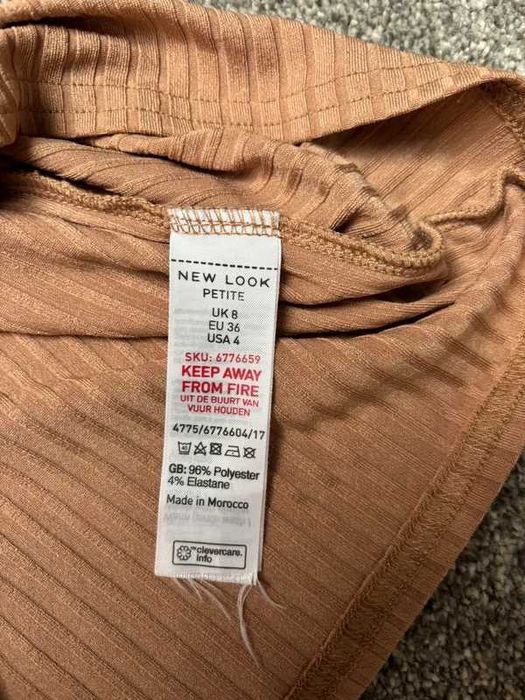 NEW LOOK
PETITE
UK 8
EU 36
USA 4
SKU: 6776659
KEEP AWAY
FROM FIRE
UIT DE BUURT VAN
VUUR HOUDEN
4775/6776604/17
GB: 96% Polyester
4% Elastane
Made in Morocco
clevercare.
info